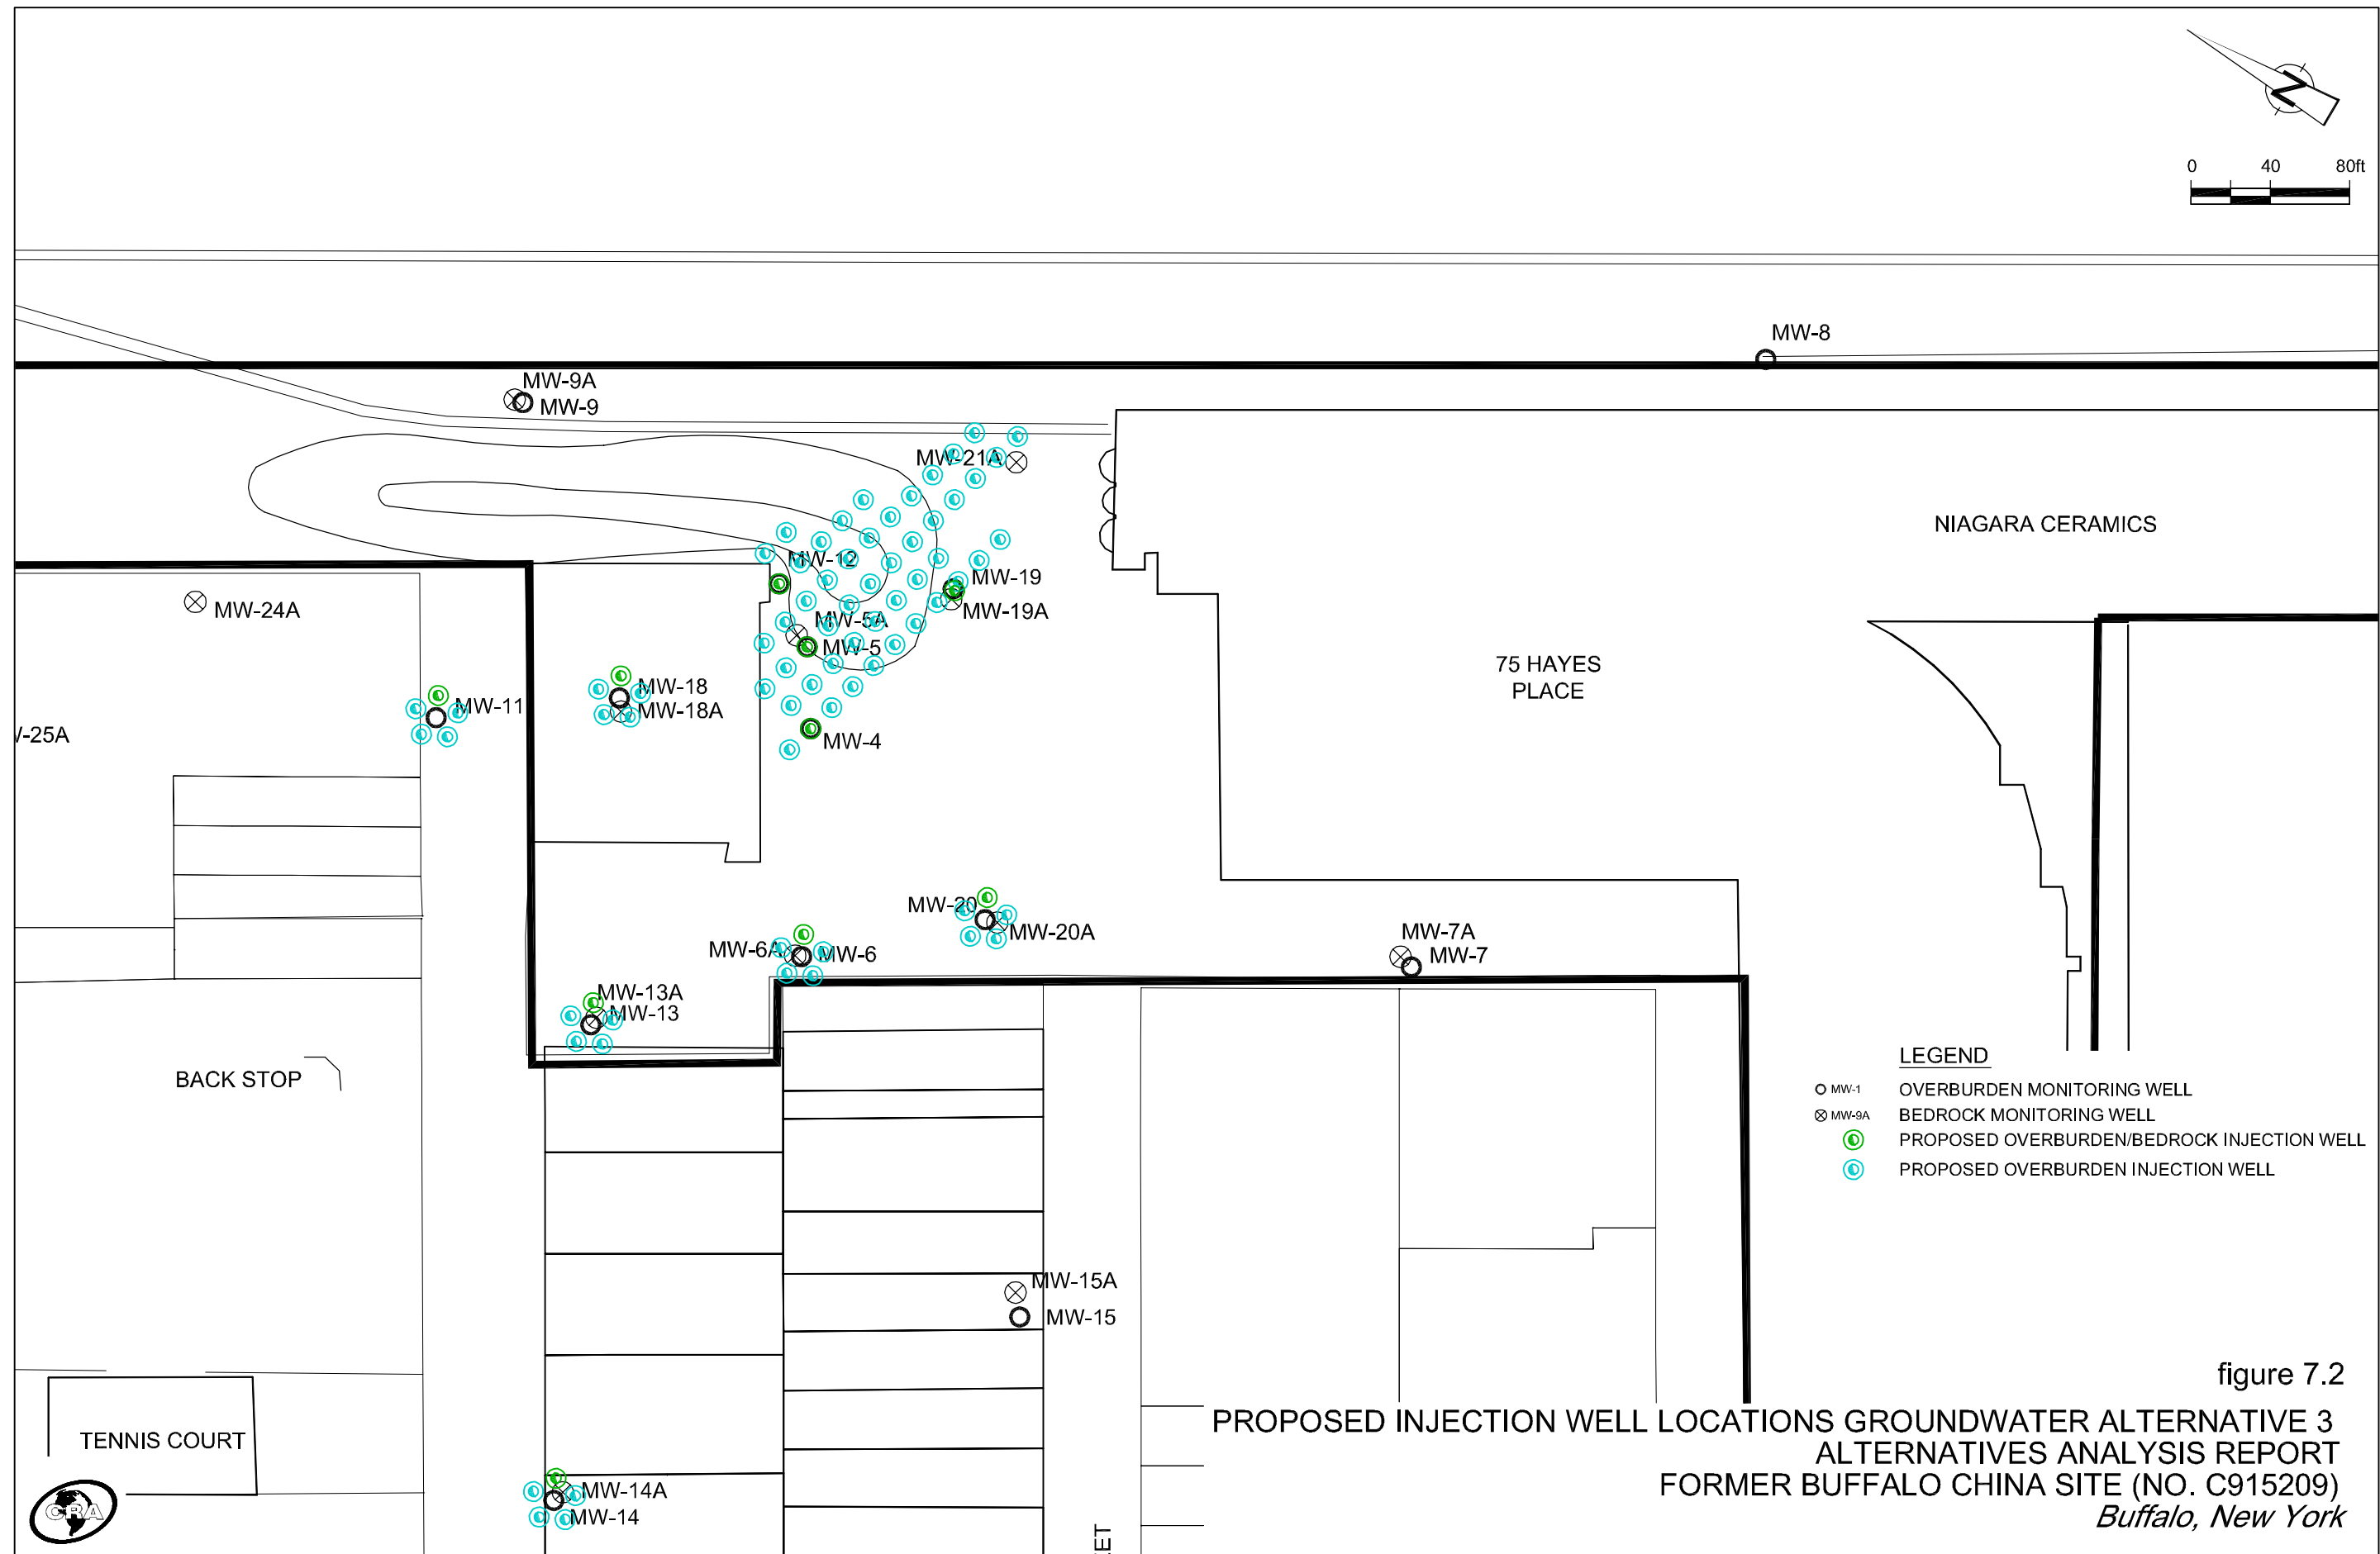 N
0 40 80ft
MW-8
MW-9A
MW-9
MW-21A
NIAGARA CERAMICS
MW-12
MW-19
MW-24A
MW-19A
MW-5A
MW-5
75 HAYES
PLACE
MW-18
MW-11
MW-18A
-25A
MW-4
MW-20
MW-20A
MW-7A
MW-6A
MW-6
MW-7
MW-13A
MW-13
BACK STOP
LEGEND
MW-1 OVERBURDEN MONITORING WELL
MW-9A BEDROCK MONITORING WELL
PROPOSED OVERBURDEN/BEDROCK INJECTION WELL
PROPOSED OVERBURDEN INJECTION WELL
MW-15A
MW-15
figure 7.2
PROPOSED INJECTION WELL LOCATIONS GROUNDWATER ALTERNATIVE 3
ALTERNATIVES ANALYSIS REPORT
FORMER BUFFALO CHINA SITE (NO. C915209)
Buffalo, New York
TENNIS COURT
CRA
MW-14A
MW-14
ET